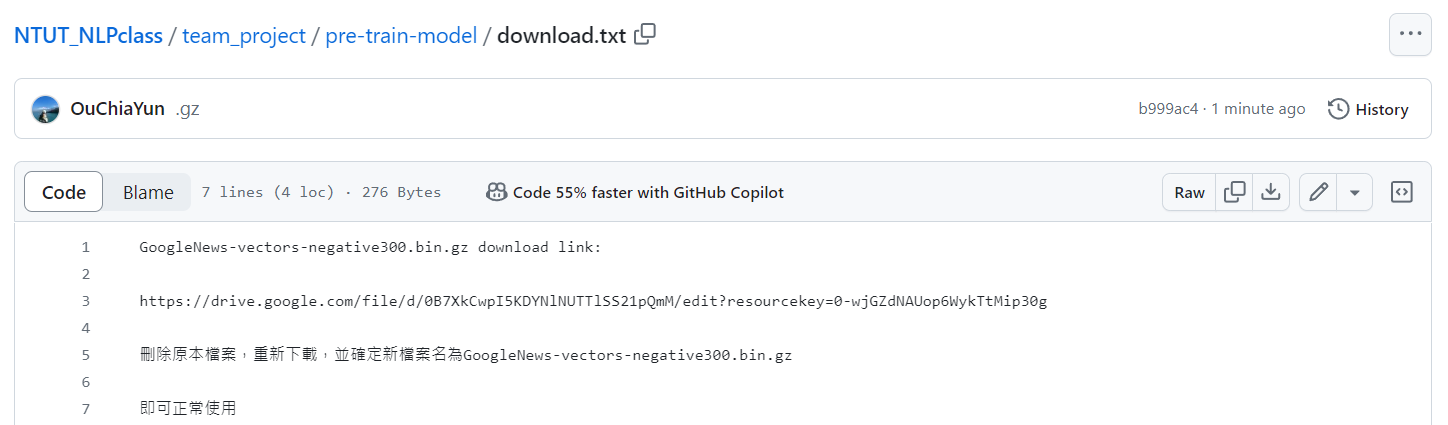 NTUT_NLPclass / team_project / pre-train-model / download.txt
OuChiaYun .gz b999ac4 · 1 minute ago History
Code Blame 7 lines (4 loc) · 276 Bytes Code 55% faster with GitHub Copilot Raw
1 GoogleNews-vectors-negative300.bin.gz download link:
2
3 https://drive.google.com/file/d/0B7XkCwpI5KDYNlNUTTlSS21pQmM/edit?resourcekey=0-wjGZdNAUop6WykTtMip30g
4
5 刪除原本檔案，重新下載，並確定新檔案名為GoogleNews-vectors-negative300.bin.gz
6
7 即可正常使用